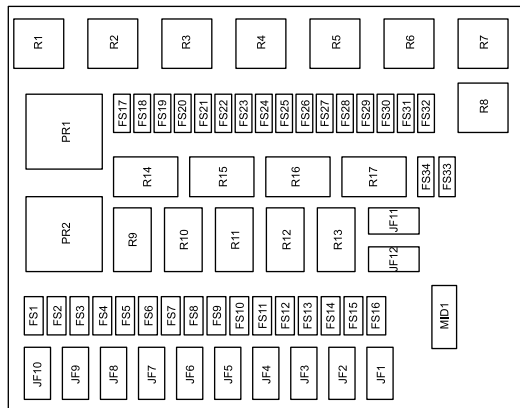 R1 R2 R3 R4 R5 R6 R7
R8
PR1
FS17 FS18 FS19 FS20 FS21 FS22 FS23 FS24 FS25 FS26 FS27 FS28 FS29 FS30 FS31 FS32
R14 R15 R16 R17 FS34 FS33
PR2
R9 R10 R11 R12 R13
JF11
JF12
FS1 FS2 FS3 FS4 FS5 FS6 FS7 FS8 FS9 FS10 FS11 FS12 FS13 FS14 FS15 FS16
MID1
JF10 JF9 JF8 JF7 JF6 JF5 JF4 JF3 JF2 JF1